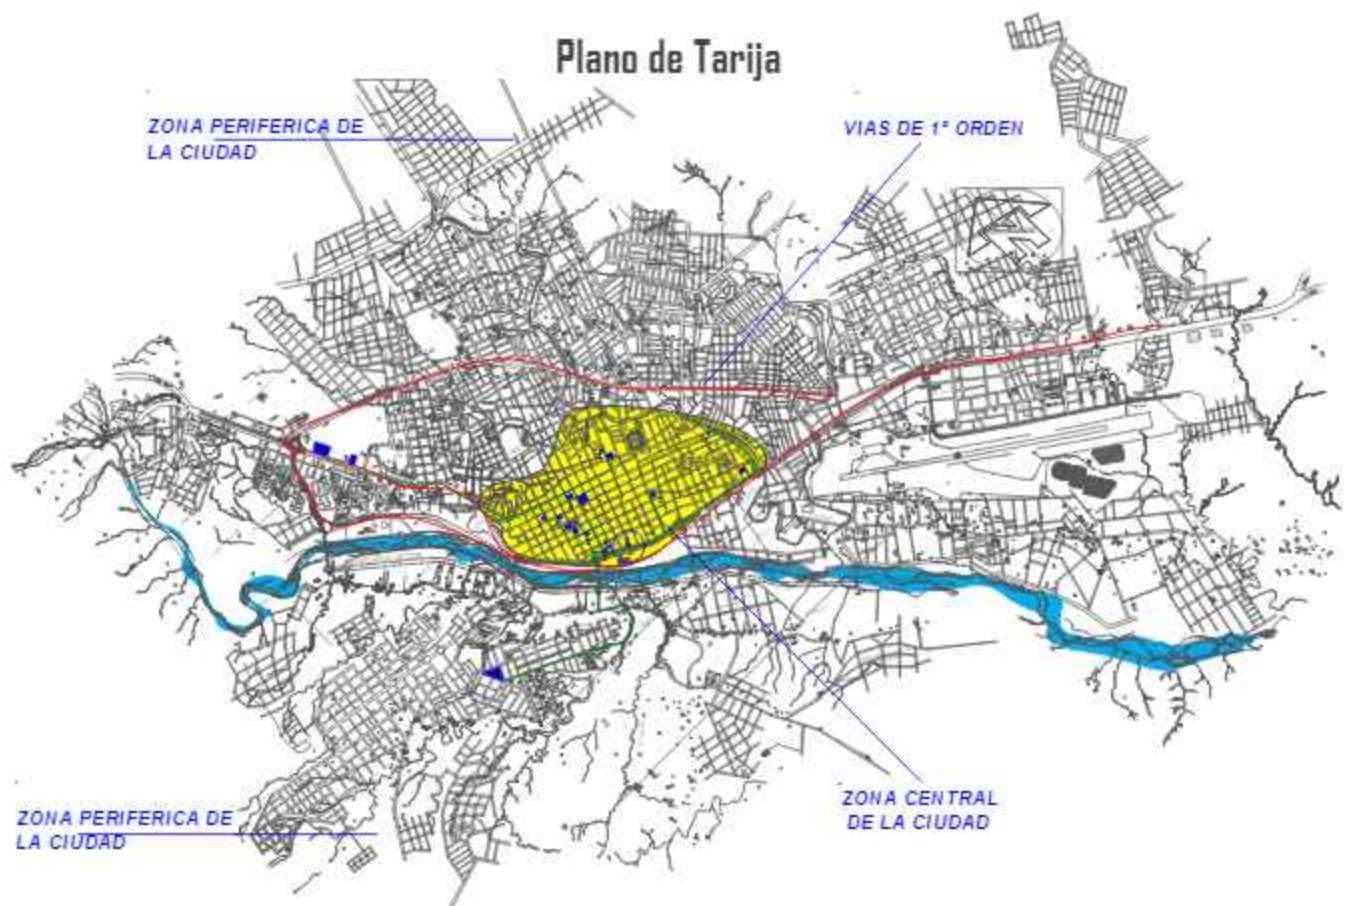 Plano de Tarija
ZONA PERIFERICA DE
LA CIUDAD
VIAS DE 1° ORDEN
ZONA CENTRAL
DE LA CIUDAD
ZONA PERIFERICA DE
LA CIUDAD